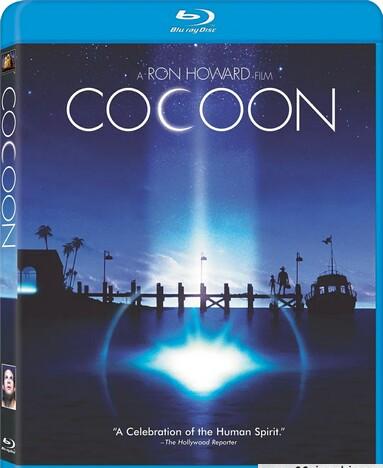 Blu-ray Disc
A RON HOWARD FILM
COCOON
COCOON
"A Celebration of the Human Spirit."
—The Hollywood Reporter